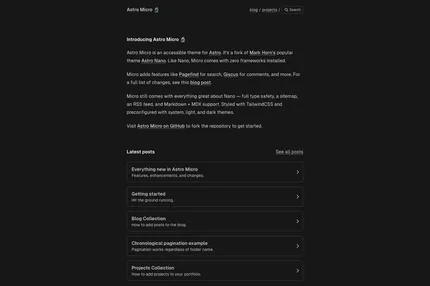 Astro Micro
blog / projects / Search
Introducing Astro Micro
Astro Micro is an accessible theme for Astro. It's a fork of Mark Horn's popular
theme Astro Nano. Like Nano, Micro comes with zero frameworks installed.
Micro adds features like Pagefind for search, Giscus for comments, and more. For
a full list of changes, see this blog post.
Micro still comes with everything great about Nano — full type safety, a sitemap,
an RSS feed, and Markdown + MDX support. Styled with TailwindCSS and
preconfigured with system, light, and dark themes.
Visit Astro Micro on GitHub to fork the repository to get started.
Latest posts
See all posts
Everything new in Astro Micro
Features, enhancements, and changes.
Getting started
Hit the ground running.
Blog Collection
How to add posts to the blog.
Chronological pagination example
Pagination works regardless of folder name.
Projects Collection
How to add projects to your portfolio.